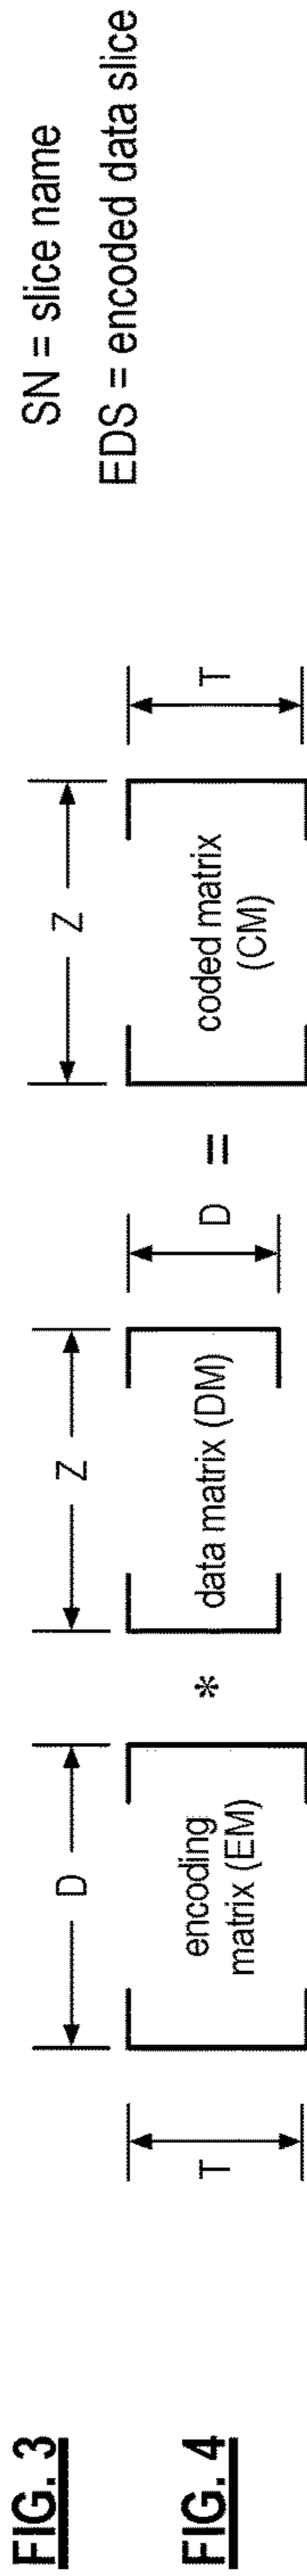 FIG. 3
SN = slice name
EDS = encoded data slice
FIG. 4
T
D
encoding
matrix (EM)
*
Z
data matrix (DM)
D
=
Z
coded matrix
(CM)
T